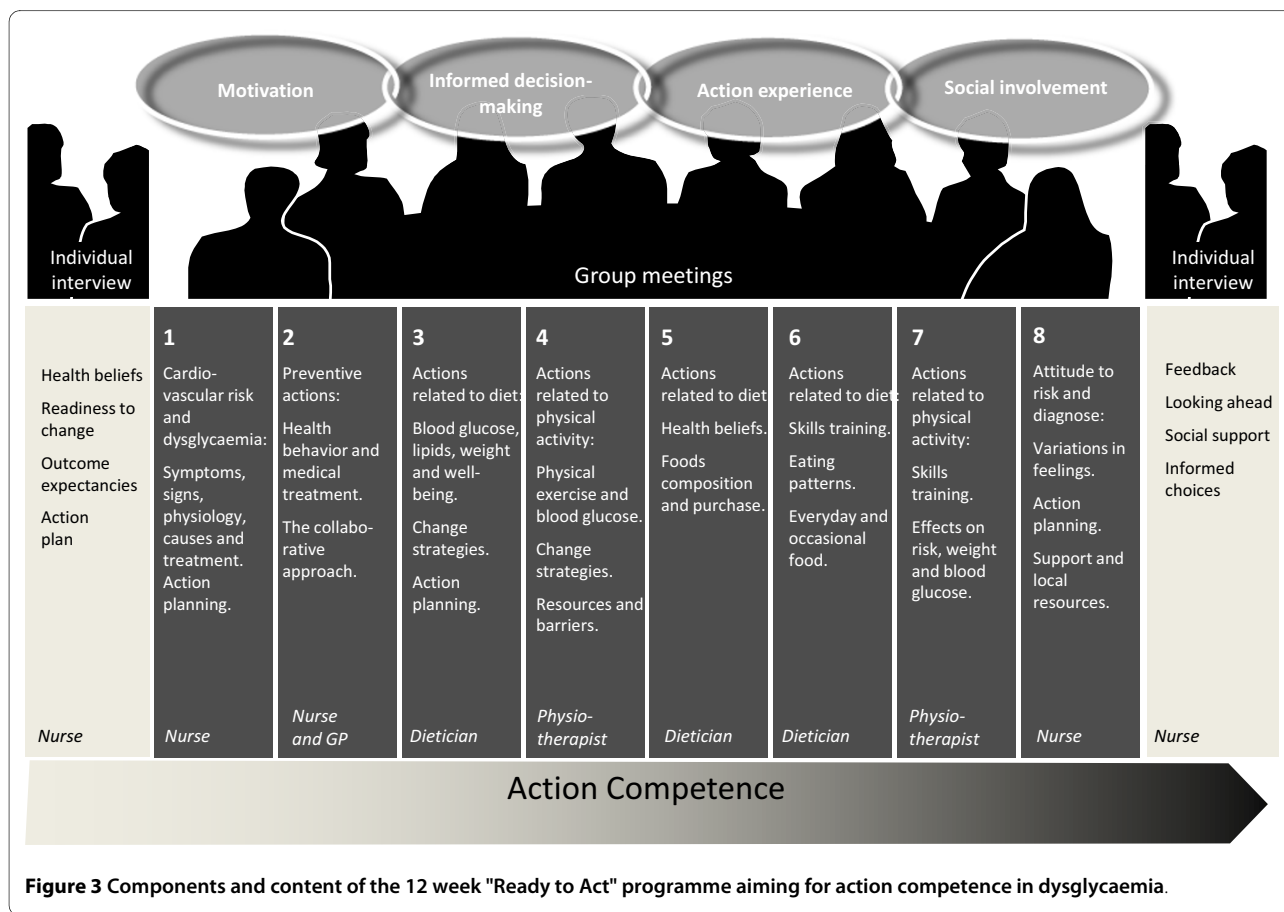 Motivation
Informed decision-
making
Action experience
Social involvement
Individual
interview
Group meetings
Individual
interview
Health beliefs
Readiness to
change
Outcome
expectancies
Action
plan
Nurse
1
Cardio-
vascular risk
and
dysglycaemia:
Symptoms,
signs,
physiology,
causes and
treatment.
Action
planning.
Nurse
2
Preventive
actions:
Health
behavior and
medical
treatment.
The collabo-
rative
approach.
Nurse
and GP
3
Actions
related to diet:
Blood glucose,
lipids, weight
and well-
being.
Change
strategies.
Action
planning.
Dietician
4
Actions
related to
physical
activity:
Physical
exercise and
blood glucose.
Change
strategies.
Resources and
barriers.
Physio-
therapist
5
Actions
related to diet
Health beliefs.
Foods
composition
and purchase.
Dietician
6
Actions
related to diet:
Skills training.
Eating
patterns.
Everyday and
occasional
food.
Dietician
7
Actions
related to
physical
activity:
Skills
training.
Effects on
risk, weight
and blood
glucose.
Physio-
therapist
8
Attitude to
risk and
diagnose:
Variations in
feelings.
Action
planning.
Support and
local
resources.
Nurse
Feedback
Looking ahead
Social support
Informed
choices
Nurse
Action Competence
Figure 3 Components and content of the 12 week "Ready to Act" programme aiming for action competence in dysglycaemia.